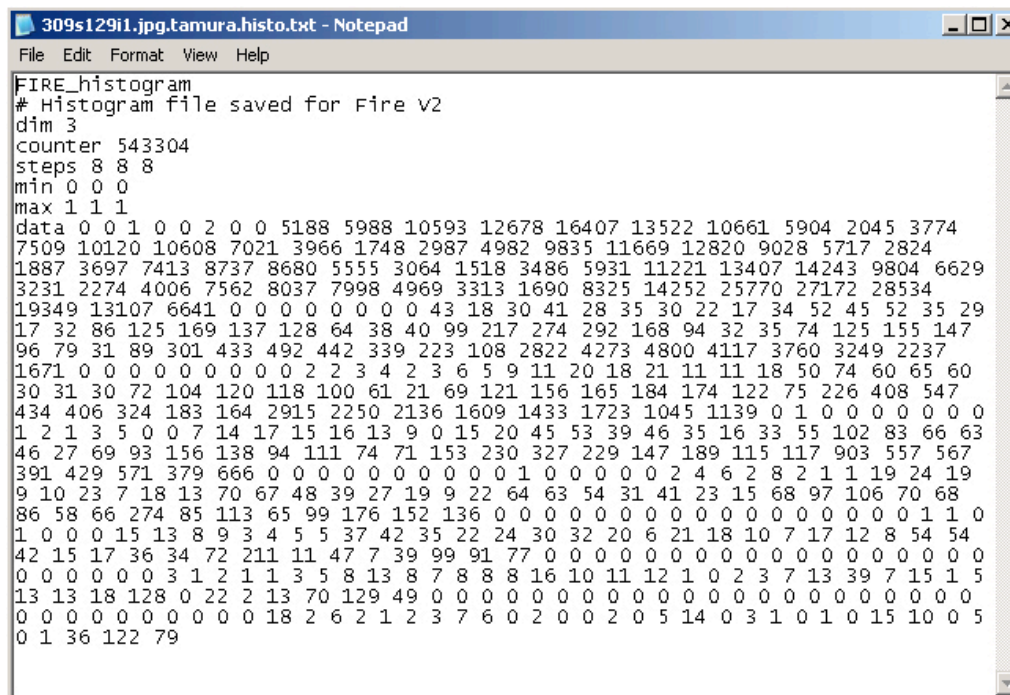 309s129i1.jpg.tamura.histo.txt - Notepad
File Edit Format View Help
FIRE_histogram
# Histogram file saved for Fire V2
dim 3
counter 543304
steps 8 8 8
min 0 0 0
max 1 1 1
data 0 0 1 0 0 2 0 0 5188 5988 10593 12678 16407 13522 10661 5904 2045 3774
7509 10120 10608 7021 3966 1748 2987 4982 9835 11669 12820 9028 5717 2824
1887 3697 7413 8737 8680 5555 3064 1518 3486 5931 11221 13407 14243 9804 6629
3231 2274 4006 7562 8037 7998 4969 3313 1690 8325 14252 25770 27172 28534
19349 13107 6641 0 0 0 0 0 0 0 0 43 18 30 41 28 35 30 22 17 34 52 45 52 35 29
17 32 86 125 169 137 128 64 38 40 99 217 274 292 168 94 32 35 74 125 155 147
96 79 31 89 301 433 492 442 339 223 108 2822 4273 4800 4117 3760 3249 2237
1671 0 0 0 0 0 0 0 0 2 2 3 4 2 3 6 5 9 11 20 18 21 11 11 18 50 74 60 65 60
30 31 30 72 104 120 118 100 61 21 69 121 156 165 184 174 122 75 226 408 547
434 406 324 183 164 2915 2250 2136 1609 1433 1723 1045 1139 0 1 0 0 0 0 0 0
1 2 1 3 5 0 0 7 14 17 15 16 13 9 0 15 20 45 53 39 46 35 16 33 55 102 83 66 63
46 27 69 93 156 138 94 111 74 71 153 230 327 229 147 189 115 117 903 557 567
391 429 571 379 666 0 0 0 0 0 0 0 0 0 0 1 0 0 0 0 0 2 4 6 2 8 2 1 1 19 24 19
9 10 23 7 18 13 70 67 48 39 27 19 9 22 64 63 54 31 41 23 15 68 97 106 70 68
86 58 66 274 85 113 65 99 176 152 136 0 0 0 0 0 0 0 0 0 0 0 0 0 0 0 0 1 1 0
1 0 0 0 15 13 8 9 3 4 5 5 37 42 35 22 24 30 32 20 6 21 18 10 7 17 12 8 54 54
42 15 17 36 34 72 211 11 47 7 39 99 91 77 0 0 0 0 0 0 0 0 0 0 0 0 0 0 0 0 0
0 0 0 0 0 0 3 1 2 1 1 3 5 8 13 8 7 8 8 8 16 10 11 12 1 0 2 3 7 13 39 7 15 1 5
13 13 18 128 0 22 2 13 70 129 49 0 0 0 0 0 0 0 0 0 0 0 0 0 0 0 0 0 0 0 0 0
0 0 0 0 0 0 0 0 0 0 18 2 6 2 1 2 3 7 6 0 2 0 0 2 0 5 14 0 3 1 0 1 0 15 10 0 5
0 1 36 122 79